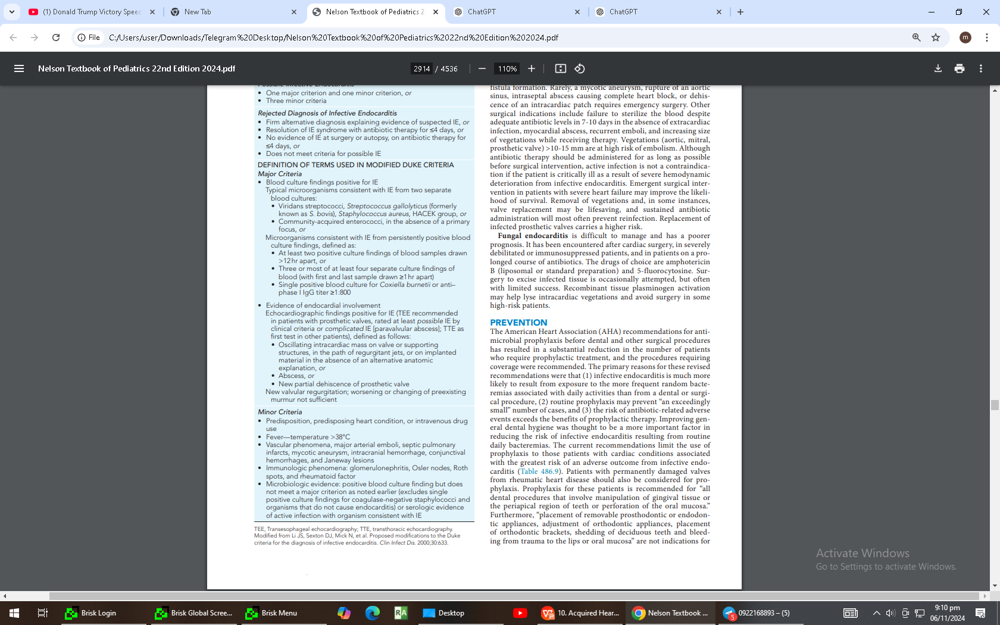 (1) Donald Trump Victory Speec
New Tab
Nelson Textbook of Pediatrics 2
ChatGPT
ChatGPT
File
C:/Users/user/Downloads/Telegram%20Desktop/Nelson%20Textbook%20of%20Pediatrics%2022nd%20Edition%202024.pdf
m
Nelson Textbook of Pediatrics 22nd Edition 2024.pdf
2914 / 4536
110%
Possible Infective Endocarditis
• One major criterion and one minor criterion, or
• Three minor criteria
Rejected Diagnosis of Infective Endocarditis
• Firm alternative diagnosis explaining evidence of suspected IE, or
• Resolution of IE syndrome with antibiotic therapy for ≤4 days, or
• No evidence of IE at surgery or autopsy, on antibiotic therapy for
≤4 days, or
• Does not meet criteria for possible IE
DEFINITION OF TERMS USED IN MODIFIED DUKE CRITERIA
Major Criteria
• Blood culture findings positive for IE
Typical microorganisms consistent with IE from two separate
blood cultures:
• Viridans streptococci, Streptococcus gallolyticus (formerly
known as S. bovis), Staphylococcus aureus, HACEK group, or
• Community-acquired enterococci, in the absence of a primary
focus, or
Microorganisms consistent with IE from persistently positive blood
culture findings, defined as:
• At least two positive culture findings of blood samples drawn
>12 hr apart, or
• Three or most of at least four separate culture findings of
blood (with first and last sample drawn ≥1 hr apart)
• Single positive blood culture for Coxiella burnetii or anti–
phase I IgG titer ≥1:800
• Evidence of endocardial involvement
Echocardiographic findings positive for IE (TEE recommended
in patients with prosthetic valves, rated at least possible IE by
clinical criteria or complicated IE [paravalvular abscess]; TTE as
first test in other patients), defined as follows:
• Oscillating intracardiac mass on valve or supporting
structures, in the path of regurgitant jets, or on implanted
material in the absence of an alternative anatomic
explanation, or
• Abscess, or
• New partial dehiscence of prosthetic valve
New valvular regurgitation; worsening or changing of preexisting
murmur not sufficient
Minor Criteria
• Predisposition, predisposing heart condition, or intravenous drug
use
• Fever—temperature >38°C
• Vascular phenomena, major arterial emboli, septic pulmonary
infarcts, mycotic aneurysm, intracranial hemorrhage, conjunctival
hemorrhages, and Janeway lesions
• Immunologic phenomena: glomerulonephritis, Osler nodes, Roth
spots, and rheumatoid factor
• Microbiologic evidence: positive blood culture finding but does
not meet a major criterion as noted earlier (excludes single
positive culture findings for coagulase-negative staphylococci and
organisms that do not cause endocarditis) or serologic evidence
of active infection with organism consistent with IE
TEE, Transesophageal echocardiography; TTE, transthoracic echocardiography.
Modified from Li JS, Sexton DJ, Mick N, et al. Proposed modifications to the Duke
criteria for the diagnosis of infective endocarditis. Clin Infect Dis. 2000;30:633.
fistula formation. Rarely, a mycotic aneurysm, rupture of an aortic
sinus, intraseptal abscess causing complete heart block, or dehis-
cence of an intracardiac patch requires emergency surgery. Other
surgical indications include failure to sterilize the blood despite
adequate antibiotic levels in 7-10 days in the absence of extracardiac
infection, myocardial abscess, recurrent emboli, and increasing size
of vegetations while receiving therapy. Vegetations (aortic, mitral,
prosthetic valve) >10-15 mm are at high risk of embolism. Although
antibiotic therapy should be administered for as long as possible
before surgical intervention, active infection is not a contraindica-
tion if the patient is critically ill as a result of severe hemodynamic
deterioration from infective endocarditis. Emergent surgical inter-
vention in patients with severe heart failure may improve the likeli-
hood of survival. Removal of vegetations and, in some instances,
valve replacement may be lifesaving, and sustained antibiotic
administration will most often prevent reinfection. Replacement of
infected prosthetic valves carries a higher risk.
Fungal endocarditis is difficult to manage and has a poorer
prognosis. It has been encountered after cardiac surgery, in severely
debilitated or immunosuppressed patients, and in patients on a pro-
longed course of antibiotics. The drugs of choice are amphotericin
B (liposomal or standard preparation) and 5-fluorocytosine. Sur-
gery to excise infected tissue is occasionally attempted, but often
with limited success. Recombinant tissue plasminogen activation
may help lyse intracardiac vegetations and avoid surgery in some
high-risk patients.
PREVENTION
The American Heart Association (AHA) recommendations for anti-
microbial prophylaxis before dental and other surgical procedures
has resulted in a substantial reduction in the number of patients
who require prophylactic treatment, and the procedures requiring
coverage were recommended. The primary reasons for these revised
recommendations were that (1) infective endocarditis is much more
likely to result from exposure to the more frequent random bacte-
remias associated with daily activities than from a dental or surgi-
cal procedure, (2) routine prophylaxis may prevent “an exceedingly
small” number of cases, and (3) the risk of antibiotic-related adverse
events exceeds the benefits of prophylactic therapy. Improving gen-
eral dental hygiene was thought to be a more important factor in
reducing the risk of infective endocarditis resulting from routine
daily bacteremias. The current recommendations limit the use of
prophylaxis to those patients with cardiac conditions associated
with the greatest risk of an adverse outcome from infective endo-
carditis (Table 486.9). Patients with permanently damaged valves
from rheumatic heart disease should also be considered for pro-
phylaxis. Prophylaxis for these patients is recommended for “all
dental procedures that involve manipulation of gingival tissue or
the periapical region of teeth or perforation of the oral mucosa.”
Furthermore, “placement of removable prosthodontic or endodon-
tic appliances, adjustment of orthodontic appliances, placement
of orthodontic brackets, shedding of deciduous teeth and bleed-
ing from trauma to the lips or oral mucosa” are not indications for
Activate Windows
Go to Settings to activate Windows.
Brisk Login
Brisk Global Scree...
Brisk Menu
RA
Desktop
10. Acquired Hear...
Nelson Textbook ...
5
0922168893 – (5)
9:10 pm
06/11/2024